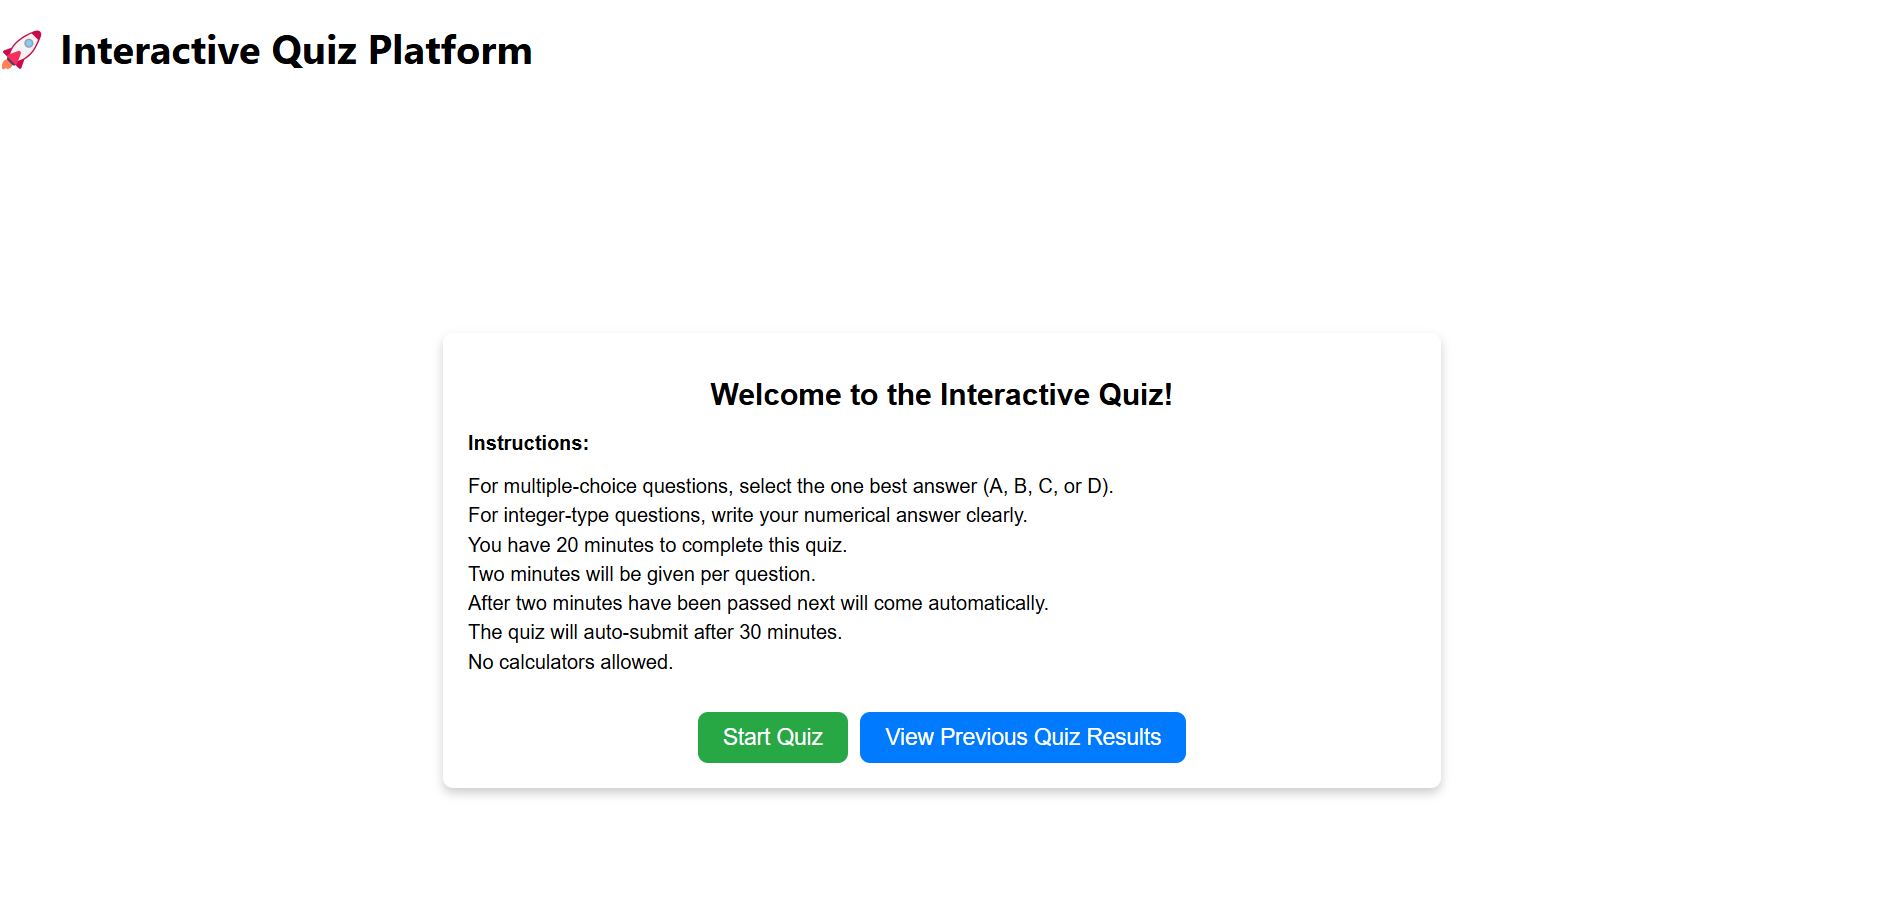 🚀 Interactive Quiz Platform
Welcome to the Interactive Quiz!
Instructions:
For multiple-choice questions, select the one best answer (A, B, C, or D).
For integer-type questions, write your numerical answer clearly.
You have 20 minutes to complete this quiz.
Two minutes will be given per question.
After two minutes have been passed next will come automatically.
The quiz will auto-submit after 30 minutes.
No calculators allowed.
Start Quiz
View Previous Quiz Results